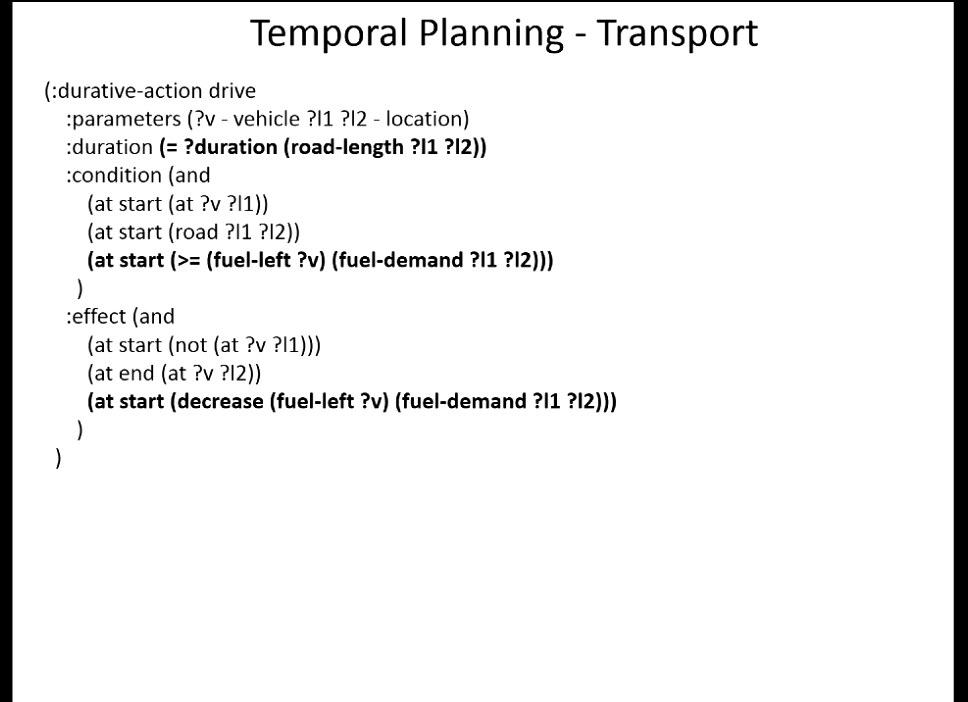 Temporal Planning - Transport
(:durative-action drive
:parameters (?v - vehicle ?l1 ?l2 - location)
:duration (= ?duration (road-length ?l1 ?l2))
:condition (and
(at start (at ?v ?l1))
(at start (road ?l1 ?l2))
(at start (>= (fuel-left ?v) (fuel-demand ?l1 ?l2)))
)
:effect (and
(at start (not (at ?v ?l1)))
(at end (at ?v ?l2))
(at start (decrease (fuel-left ?v) (fuel-demand ?l1 ?l2)))
)
)